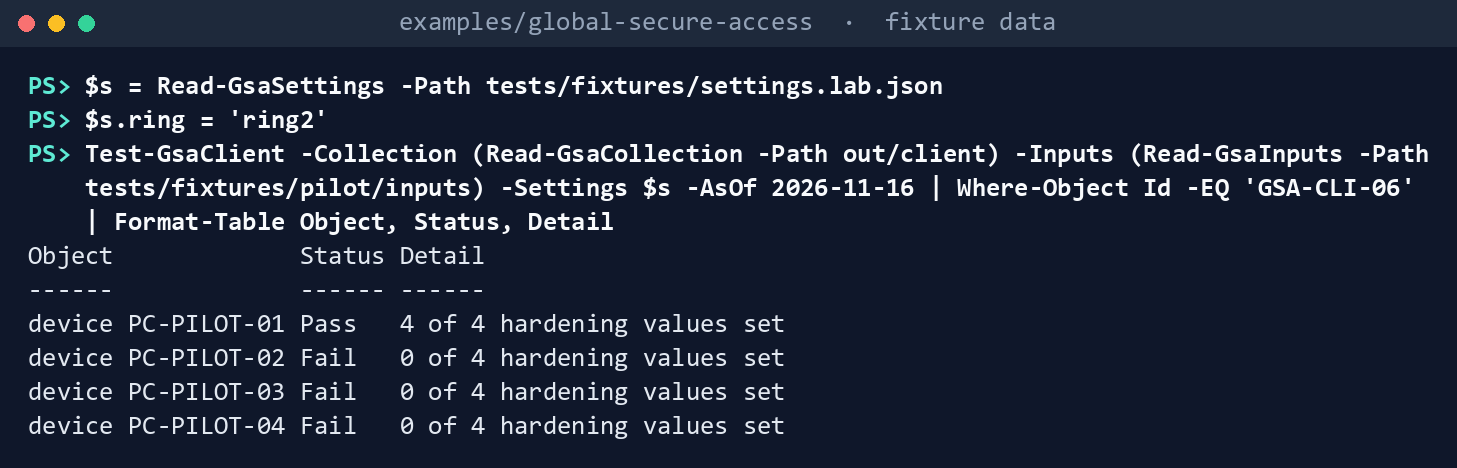 examples/global-secure-access · fixture data
PS> $s = Read-GsaSettings -Path tests/fixtures/settings.lab.json
PS> $s.ring = 'ring2'
PS> Test-GsaClient -Collection (Read-GsaCollection -Path out/client) -Inputs (Read-GsaInputs -Path
tests/fixtures/pilot/inputs) -Settings $s -AsOf 2026-11-16 | Where-Object Id -EQ 'GSA-CLI-06'
| Format-Table Object, Status, Detail
Object Status Detail
------ ------ ------
device PC-PILOT-01 Pass 4 of 4 hardening values set
device PC-PILOT-02 Fail 0 of 4 hardening values set
device PC-PILOT-03 Fail 0 of 4 hardening values set
device PC-PILOT-04 Fail 0 of 4 hardening values set